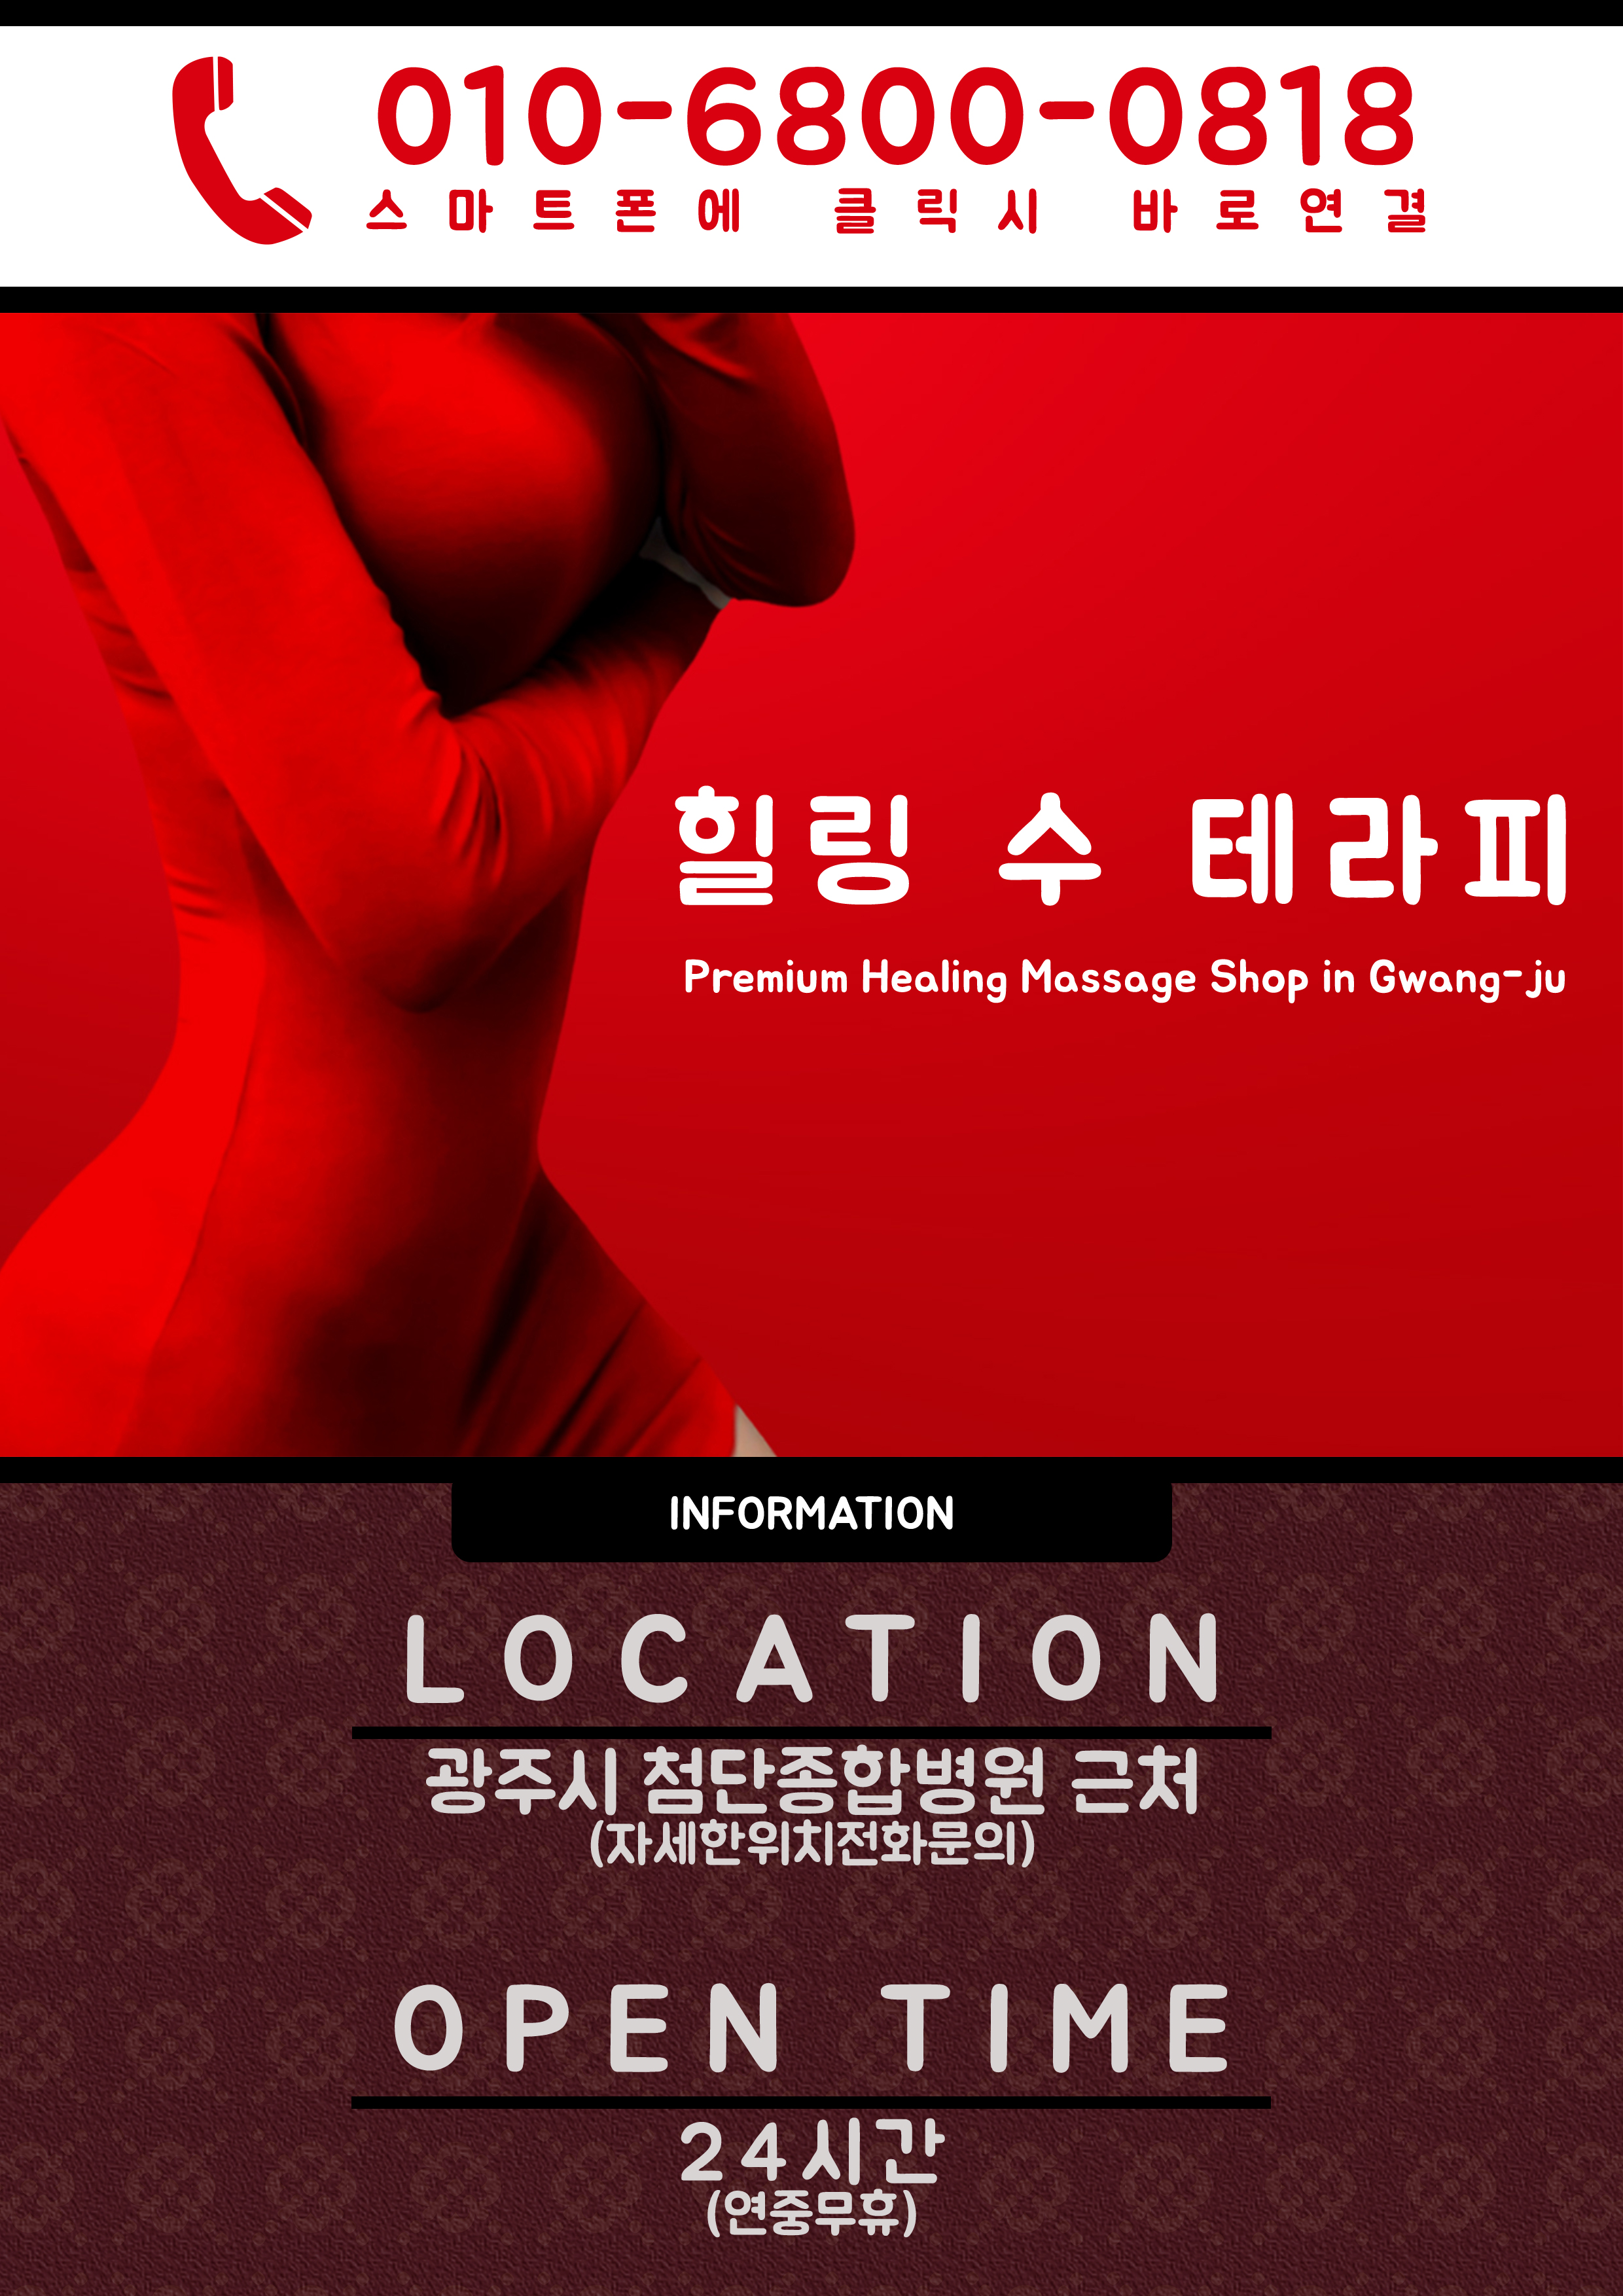 010-6800-0818
스마트폰에 클릭시 바로연결
힐링 수 테라피
Premium Healing Massage Shop in Gwang-ju
INFORMATION
LOCATION
광주시 첨단종합병원 근처
(자세한위치전화문의)
OPEN TIME
24시간
(연중무휴)